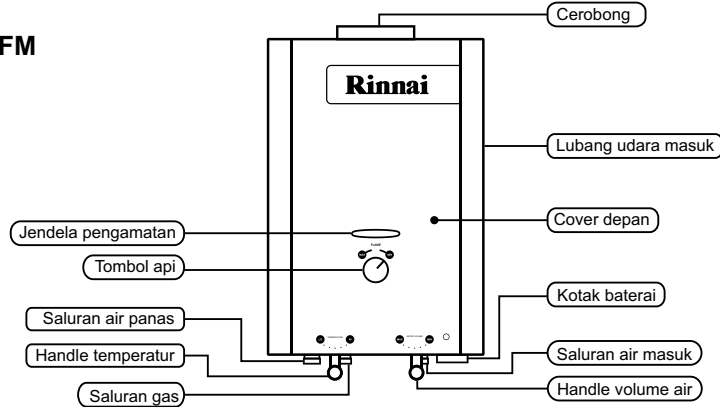 FM
Cerobong
Rinnai
Lubang udara masuk
Cover depan
Jendela pengamatan
FLAME
Tombol api
Kotak baterai
Saluran air panas
Handle temperatur
Saluran gas
Saluran air masuk
Handle volume air